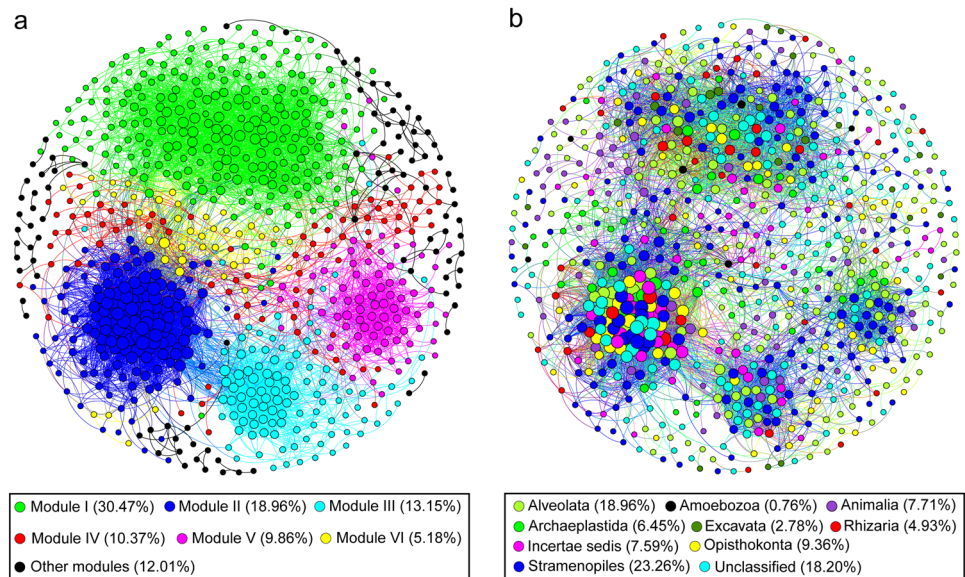 a
b
Module I (30.47%) Module II (18.96%) Module III (13.15%)
Module IV (10.37%) Module V (9.86%) Module VI (5.18%)
Other modules (12.01%)
Alveolata (18.96%) Amoebozoa (0.76%) Animalia (7.71%)
Archaeplastida (6.45%) Excavata (2.78%) Rhizaria (4.93%)
Incertae sedis (7.59%) Opisthokonta (9.36%)
Stramenopiles (23.26%) Unclassified (18.20%)